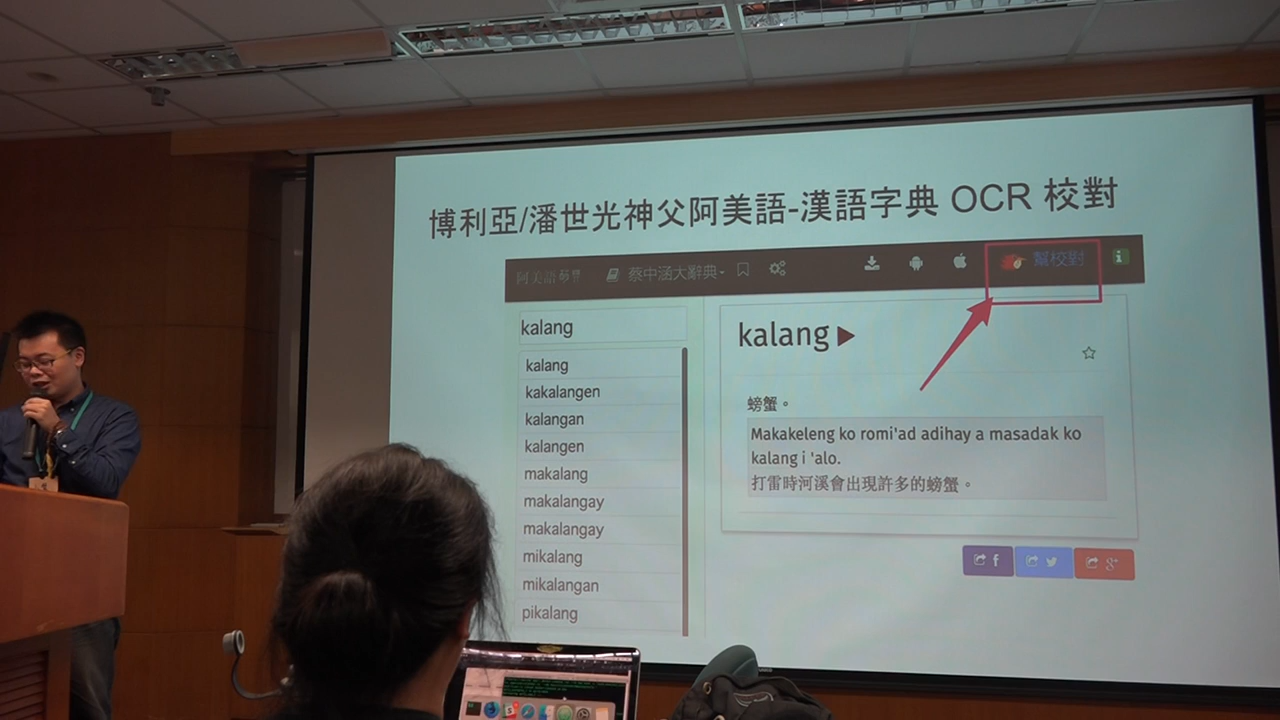 博利亞/潘世光神父阿美語-漢語字典 OCR 校對
阿美語萌典 蔡中涵大辭典 幫校對
kalang
kalang
kakalangen
kalangan
kalangen
makalang
makalangay
makalangay
mikalang
mikalangan
pikalang
kalang
螃蟹。
Makakeleng ko romi'ad adihay a masadak ko
kalang i 'alo.
打雷時河溪會出現許多的螃蟹。